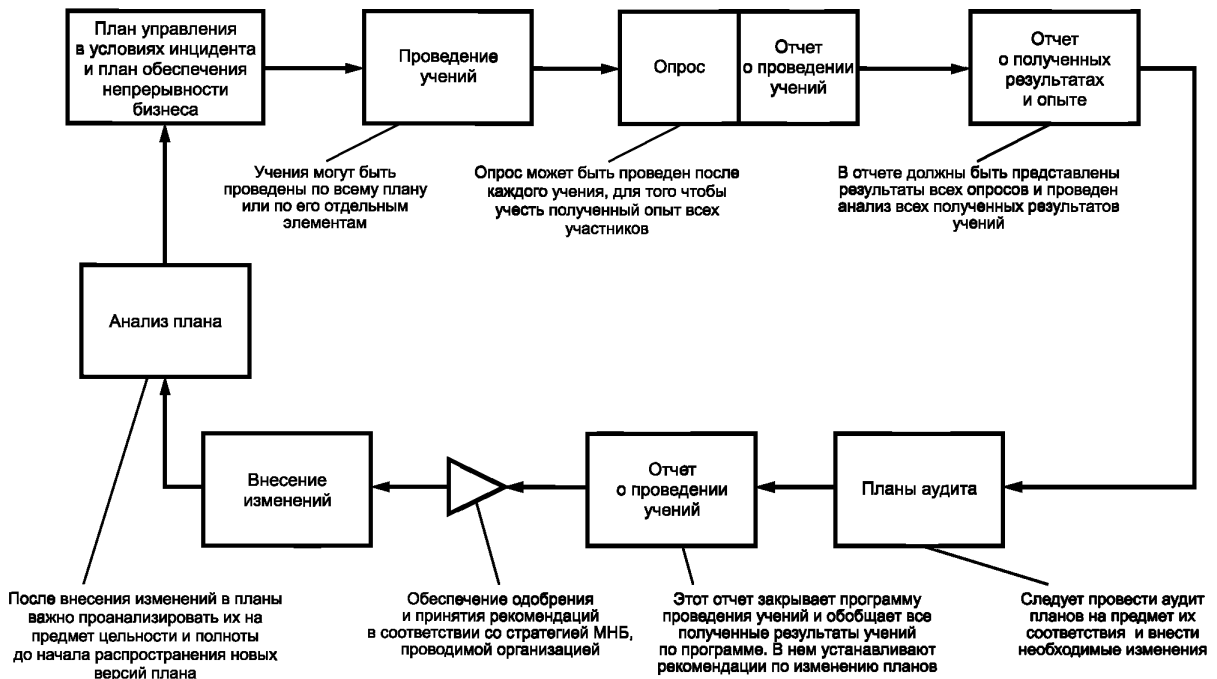 План управления
в условиях инцидента
и план обеспечения
непрерывности
бизнеса
Проведение
учений
Опрос
Отчет
о проведении
учений
Отчет
о полученных
результатах
и опыте
Учения могут быть
проведены по всему плану
или по его отдельным
элементам
Опрос может быть проведен после
каждого учения, для того чтобы
учесть полученный опыт всех
участников
В отчете должны быть представлены
результаты всех опросов и проведен
анализ всех полученных результатов
учений
Анализ плана
Внесение
изменений
Отчет
о проведении
учений
Планы аудита
После внесения изменений в планы
важно проанализировать их на
предмет цельности и полноты
до начала распространения новых
версий плана
Обеспечение одобрения
и принятия рекомендаций
в соответствии со стратегией МНБ,
проводимой организацией
Этот отчет закрывает программу
проведения учений и обобщает все
полученные результаты учений
по программе. В нем устанавливают
рекомендации по изменению планов
Следует провести аудит
планов на предмет их
соответствия и внести
необходимые изменения